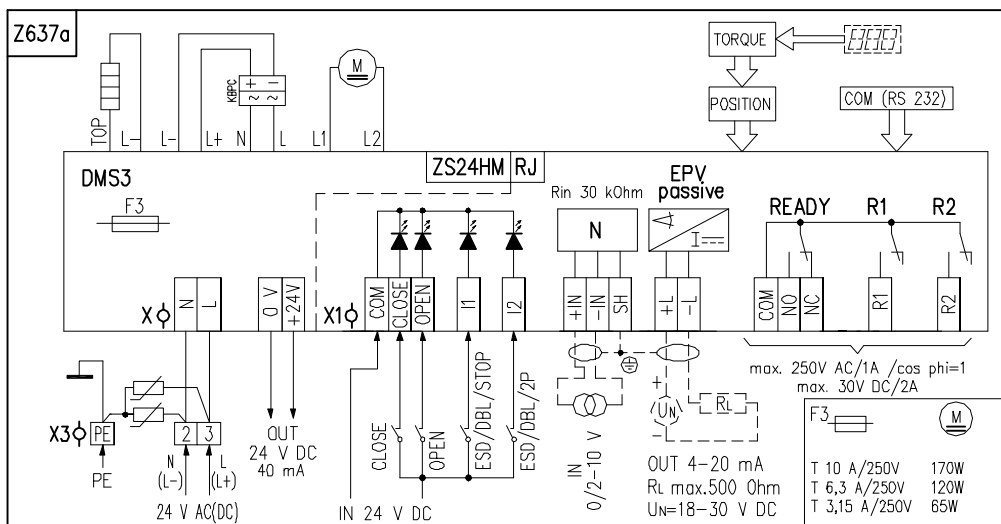 Z637a
TORQUE
POSITION
COM (RS 232)
KBPC
+ −
~ ~
M
TOP L− L− L+ N L L1 L2
ZS24HM RJ
DMS3
F3
Rin 30 kOhm
EPV
passive
N
I
READY R1 R2
X
N L
0 V +24V
X1
COM CLOSE OPEN I1 I2
+IN −IN SH
+L −L
COM NO NC
R1
R2
max. 250V AC/1A /cos phi=1
max. 30V DC/2A
X3 PE 2 3
PE
N
(L−)
L
(L+)
24 V AC(DC)
OUT
24 V DC
40 mA
CLOSE
OPEN
ESD/DBL/STOP
ESD/DBL/2P
IN 24 V DC
IN
0/2−10 V
+
UN
−
RL
OUT 4−20 mA
RL max.500 Ohm
UN=18−30 V DC
F3 M
T 10 A/250V 170W
T 6,3 A/250V 120W
T 3,15 A/250V 65W